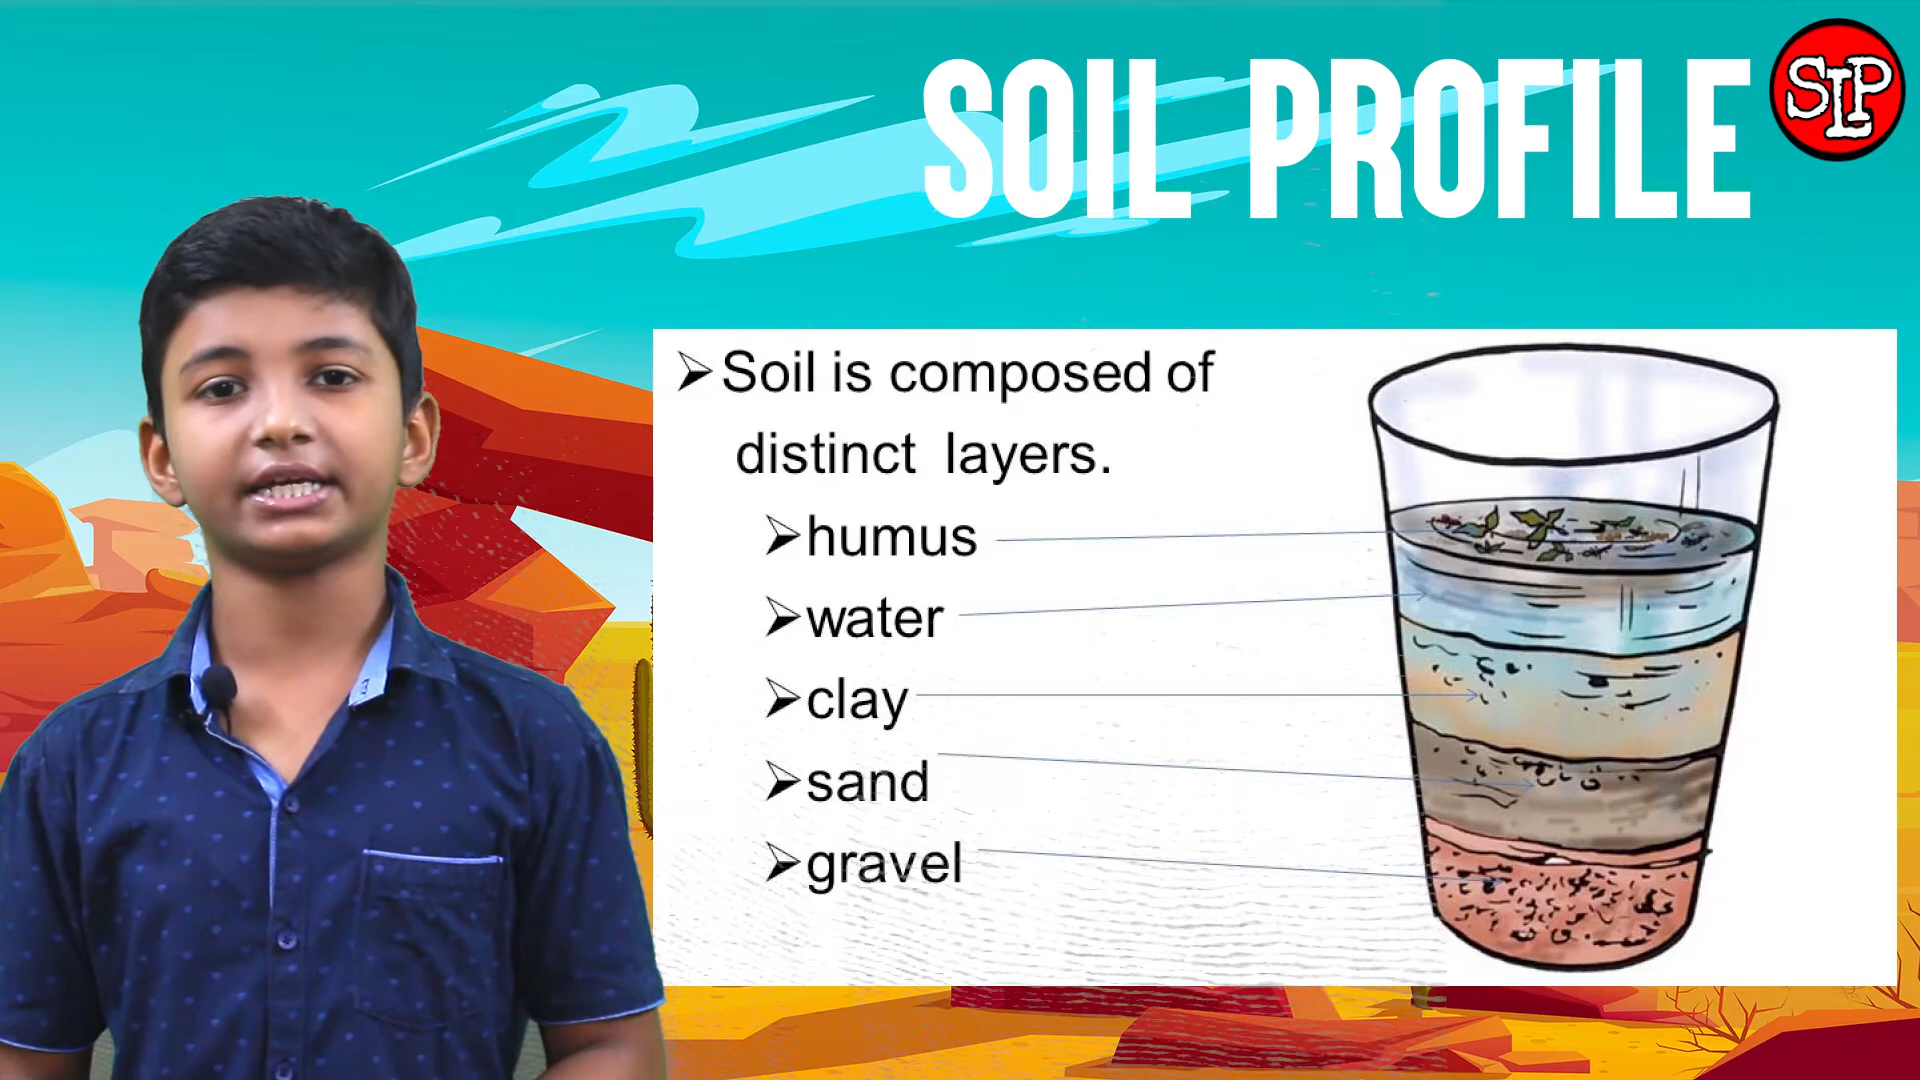 SOIL PROFILE
SLP
➢Soil is composed of
distinct layers.
➢humus
➢water
➢clay
➢sand
➢gravel